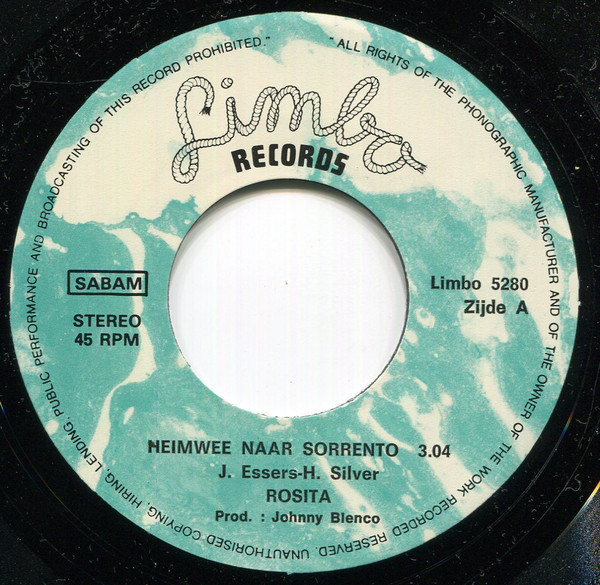 "ALL RIGHTS OF THE PHONOGRAPHIC MANUFACTURER AND OF THE OWNER OF THE WORK RECORDED RESERVED. UNAUTHORISED COPYING, HIRING, LENDING, PUBLIC PERFORMANCE AND BROADCASTING OF THIS RECORD PROHIBITED."
Limbo
RECORDS
SABAM
STEREO
45 RPM
Limbo 5280
Zijde A
HEIMWEE NAAR SORRENTO 3.04
J. Essers-H. Silver
ROSITA
Prod. : Johnny Blenco